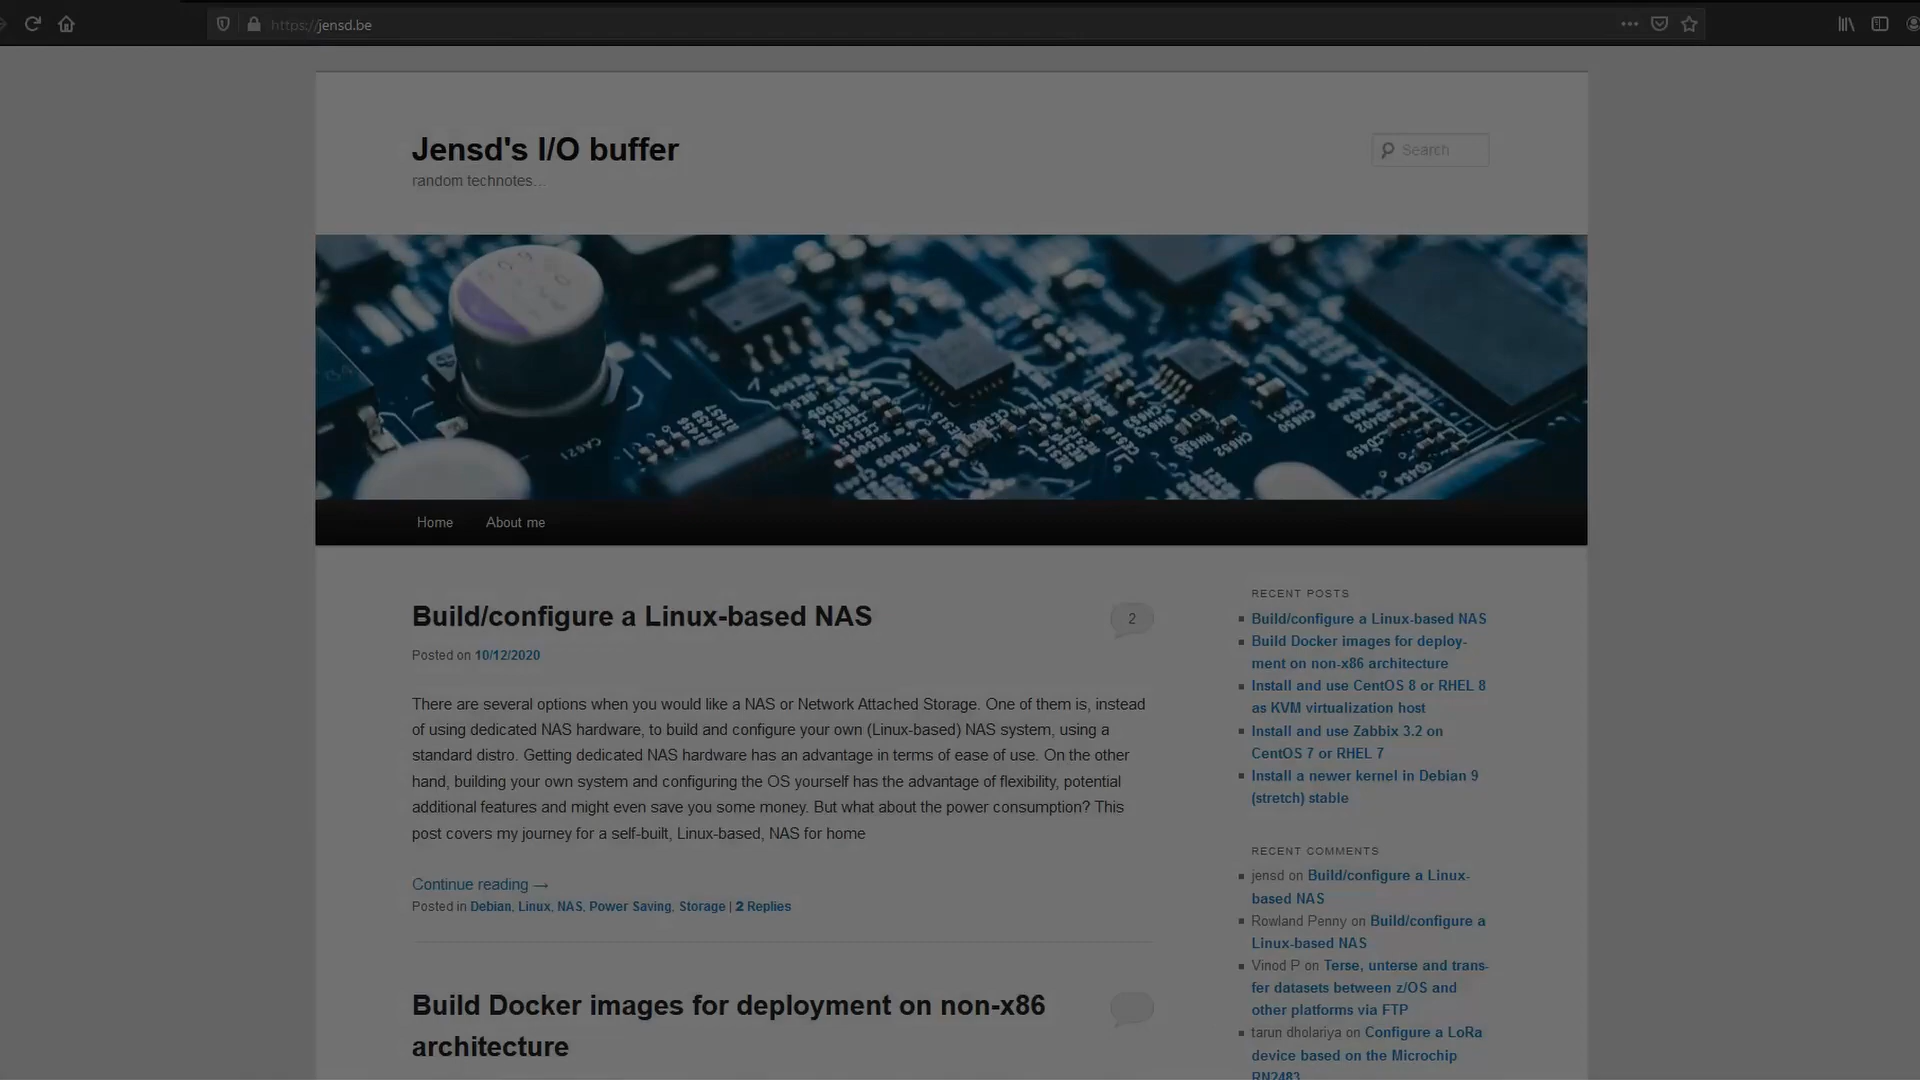 https://jensd.be
Jensd's I/O buffer
random technotes...
Search
Home About me
Build/configure a Linux-based NAS
2
Posted on 10/12/2020
There are several options when you would like a NAS or Network Attached Storage. One of them is, instead
of using dedicated NAS hardware, to build and configure your own (Linux-based) NAS system, using a
standard distro. Getting dedicated NAS hardware has an advantage in terms of ease of use. On the other
hand, building your own system and configuring the OS yourself has the advantage of flexibility, potential
additional features and might even save you some money. But what about the power consumption? This
post covers my journey for a self-built, Linux-based, NAS for home
Continue reading →
Posted in Debian, Linux, NAS, Power Saving, Storage | 2 Replies
Build Docker images for deployment on non-x86
architecture
RECENT POSTS
Build/configure a Linux-based NAS
Build Docker images for deploy-
ment on non-x86 architecture
Install and use CentOS 8 or RHEL 8
as KVM virtualization host
Install and use Zabbix 3.2 on
CentOS 7 or RHEL 7
Install a newer kernel in Debian 9
(stretch) stable
RECENT COMMENTS
jensd on Build/configure a Linux-
based NAS
Rowland Penny on Build/configure a
Linux-based NAS
Vinod P on Terse, unterse and trans-
fer datasets between z/OS and
other platforms via FTP
tarun dholariya on Configure a LoRa
device based on the Microchip
RN2483